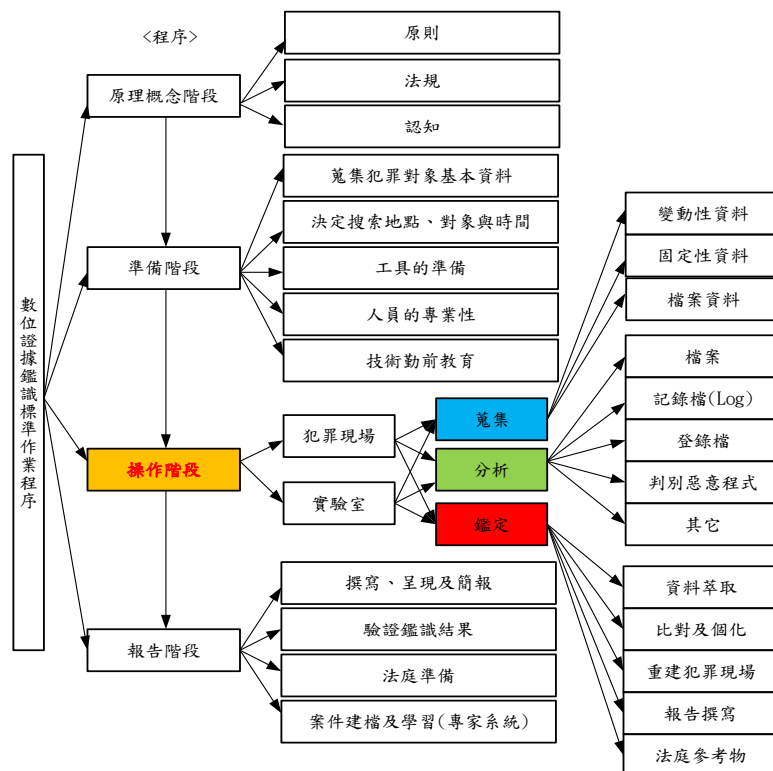 <程序>
數位證據鑑識標準作業程序
原理概念階段
原則
法規
認知
準備階段
蒐集犯罪對象基本資料
決定搜索地點、對象與時間
工具的準備
人員的專業性
技術勤前教育
操作階段
犯罪現場
實驗室
蒐集
分析
鑑定
變動性資料
固定性資料
檔案資料
檔案
記錄檔(Log)
登錄檔
判別惡意程式
其它
資料萃取
比對及個化
重建犯罪現場
報告撰寫
法庭參考物
報告階段
撰寫、呈現及簡報
驗證鑑識結果
法庭準備
案件建檔及學習(專家系統)